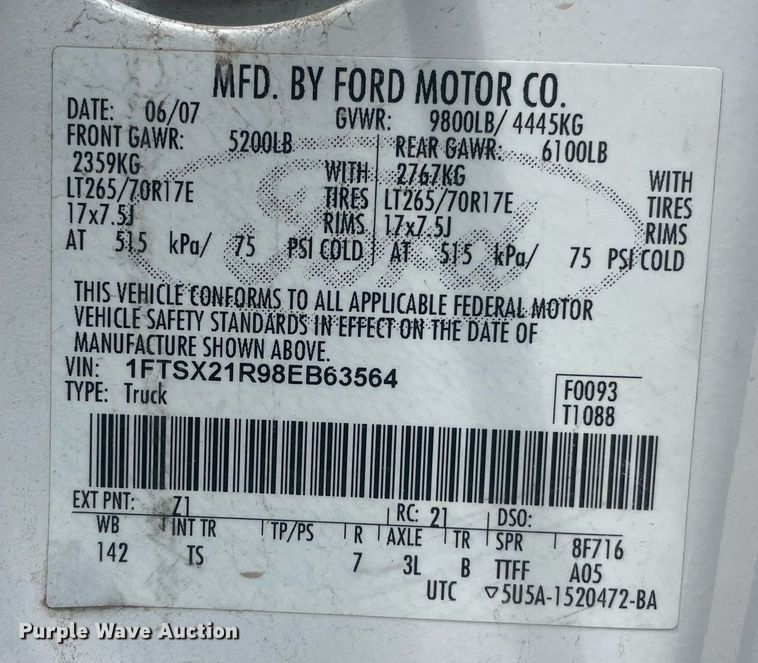 MFD. BY FORD MOTOR CO.
DATE: 06/07 GVWR: 9800LB/ 4445KG
FRONT GAWR: 5200LB REAR GAWR: 6100LB
2359KG WITH 2767KG WITH
LT265/70R17E TIRES LT265/70R17E TIRES
17x7.5J RIMS 17x7.5J RIMS
AT 515 kPa/ 75 PSI COLD AT 515 kPa/ 75 PSI COLD
Ford
THIS VEHICLE CONFORMS TO ALL APPLICABLE FEDERAL MOTOR
VEHICLE SAFETY STANDARDS IN EFFECT ON THE DATE OF
MANUFACTURE SHOWN ABOVE.
VIN: 1FTSX21R98EB63564
TYPE: Truck
F0093
T1088
EXT PNT: Z1 RC: 21 DSO:
WB INT TR TP/PS R AXLE TR SPR 8F716
142 TS 7 3L B TTFF A05
UTC ▽5U5A-1520472-BA
Purple Wave Auction